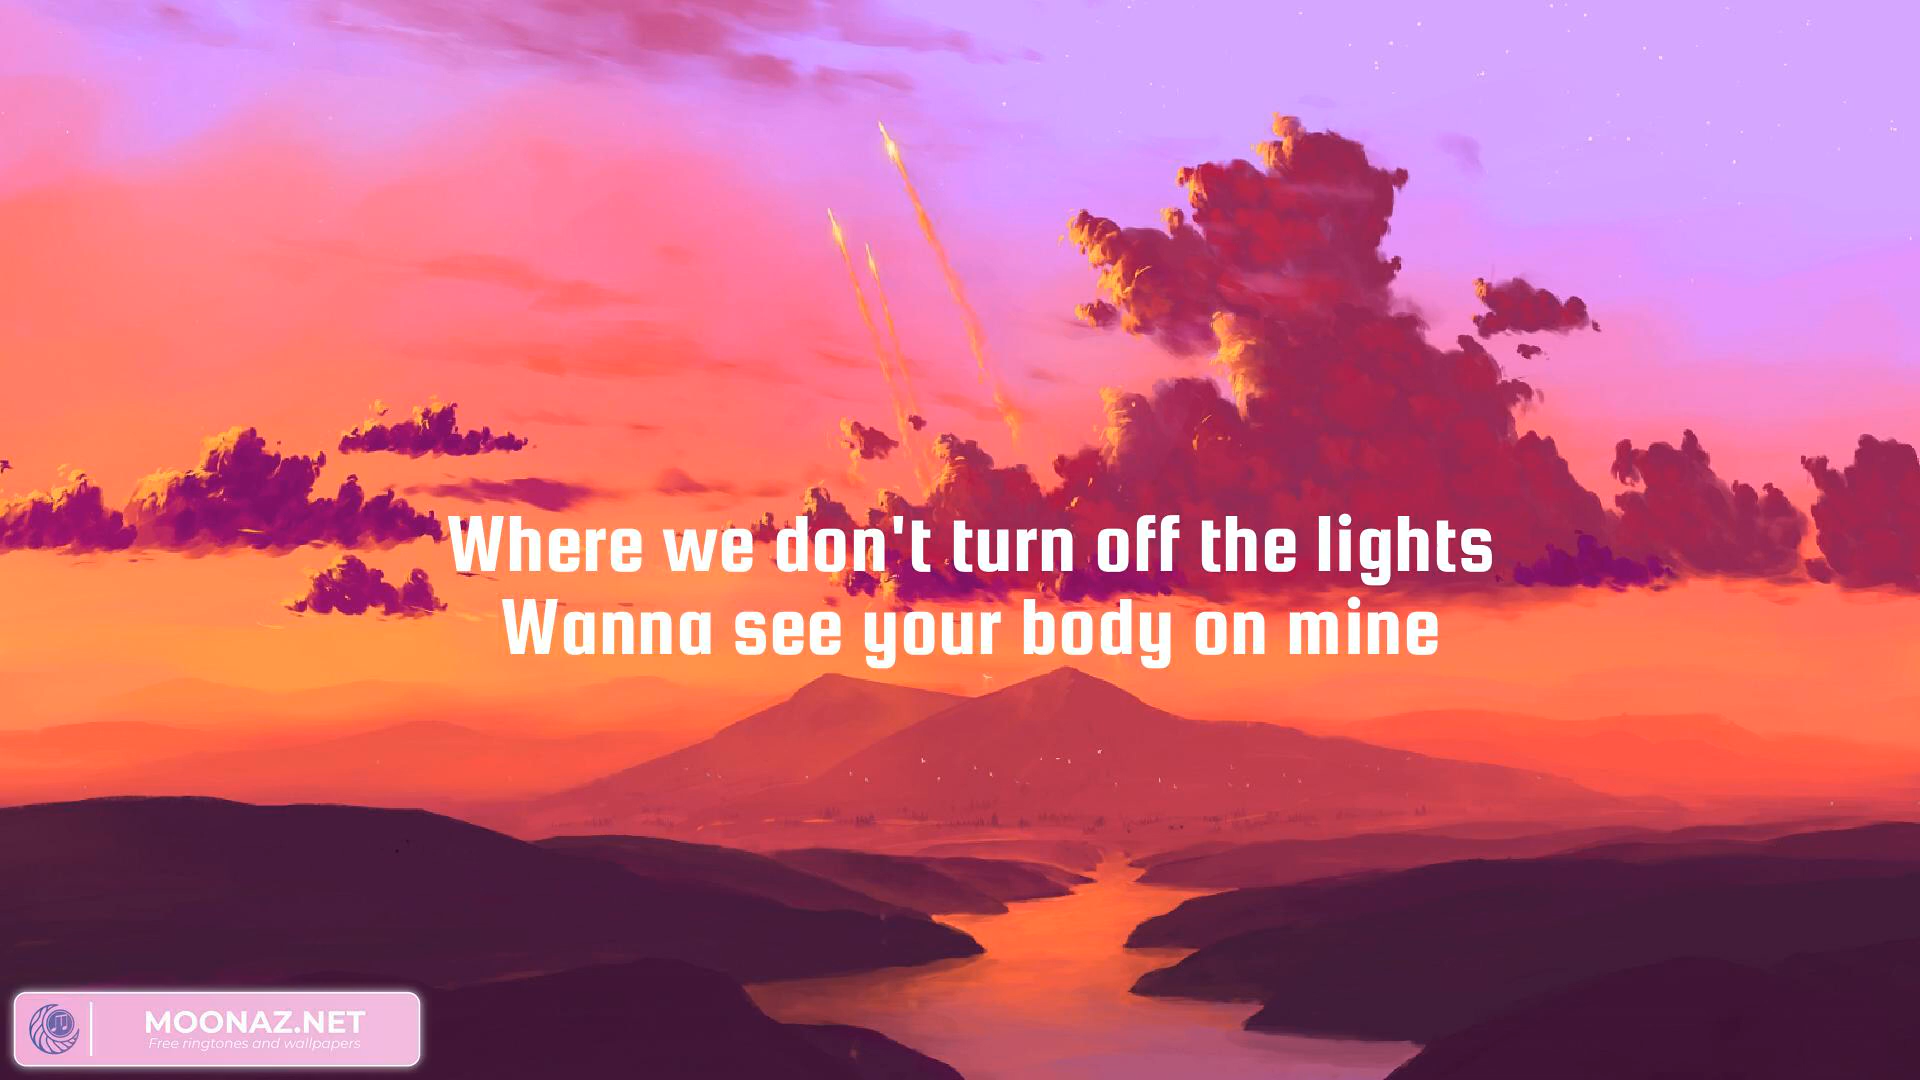 Where we don't turn off the lights
Wanna see your body on mine
MOONAZ.NET
Free ringtones and wallpapers